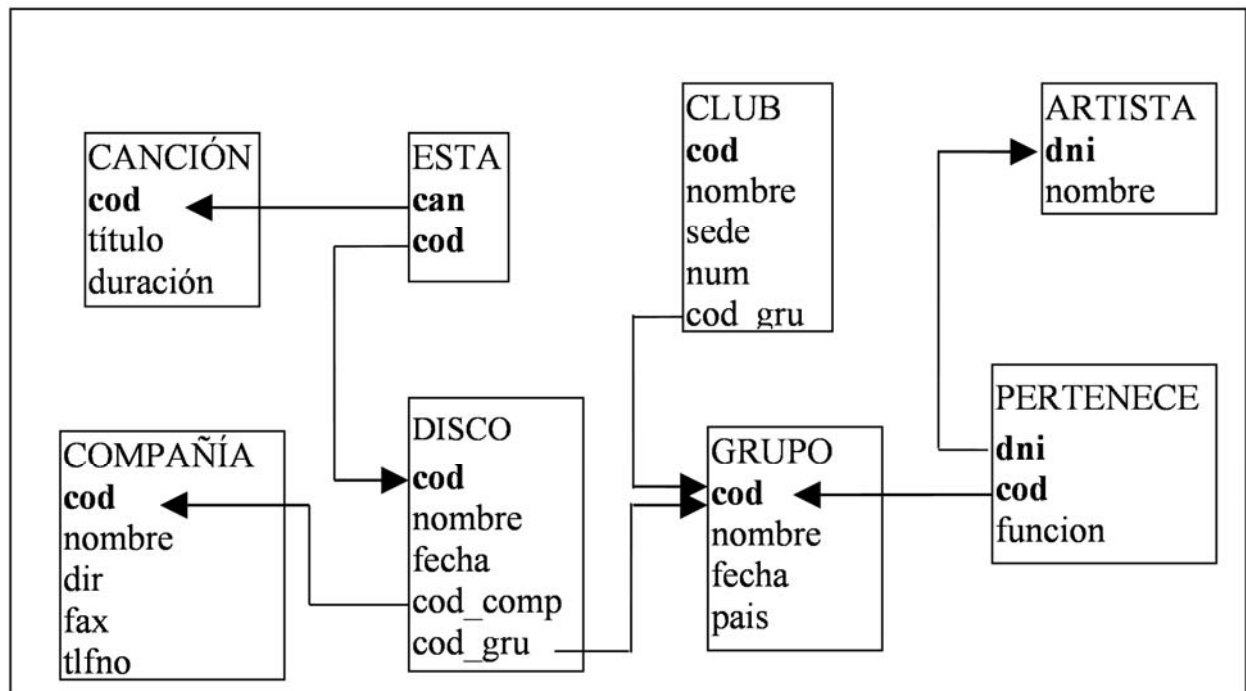 CANCIÓN
cod
título
duración
ESTA
can
cod
CLUB
cod
nombre
sede
num
cod_gru
ARTISTA
dni
nombre
COMPAÑÍA
cod
nombre
dir
fax
tlfno
DISCO
cod
nombre
fecha
cod_comp
cod_gru
GRUPO
cod
nombre
fecha
pais
PERTENECE
dni
cod
funcion